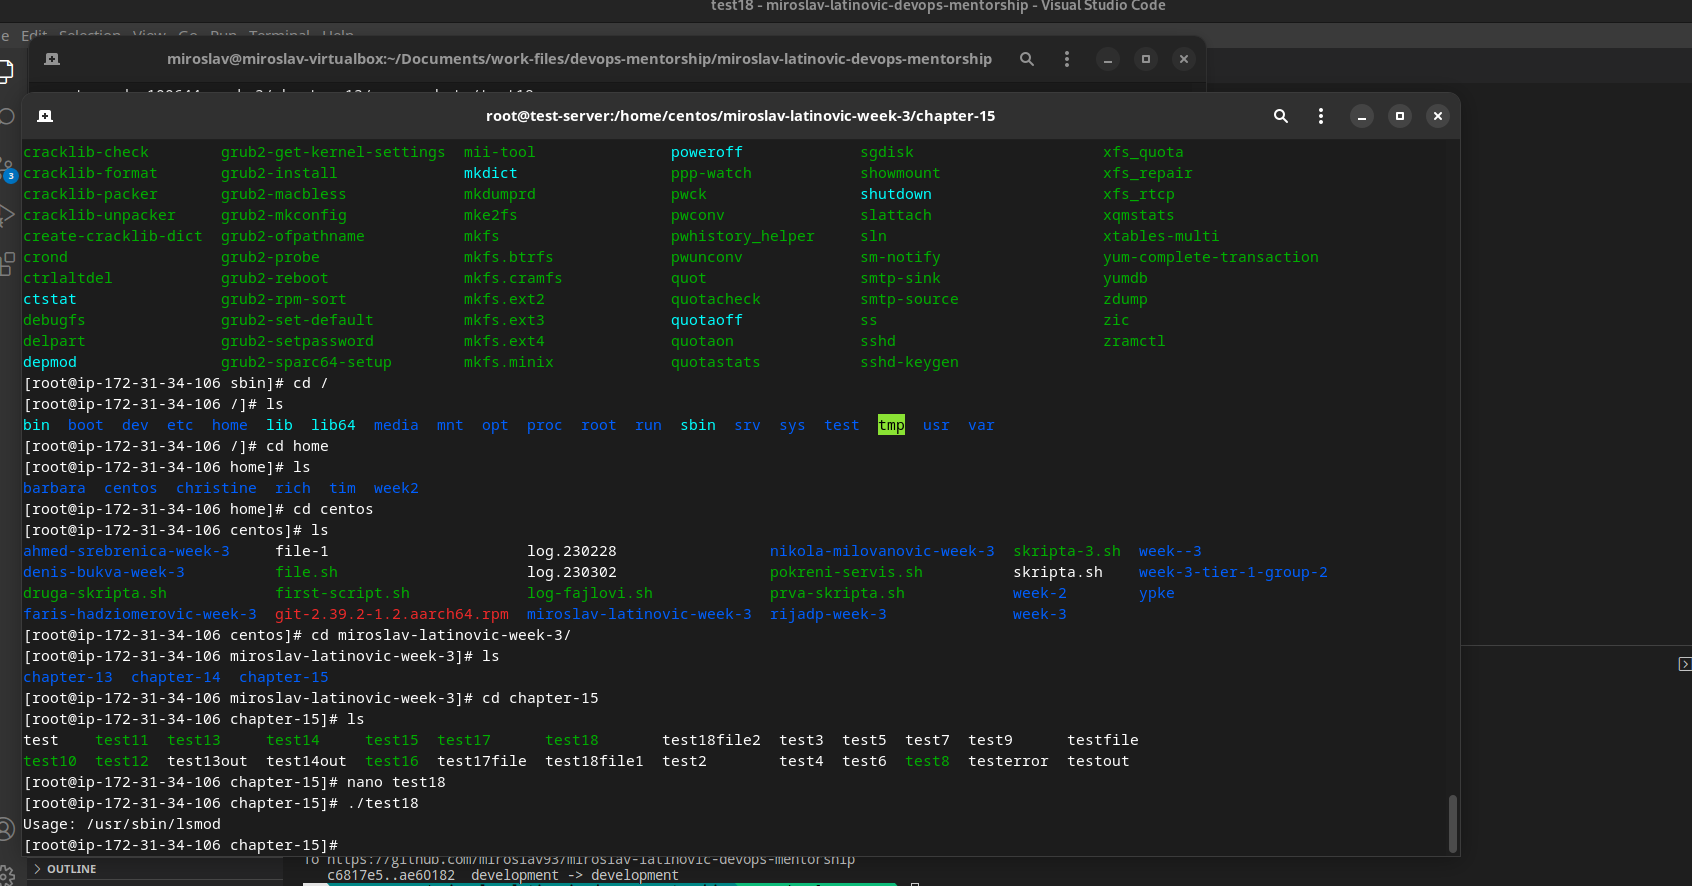 test18 - miroslav-latinovic-devops-mentorship - Visual Studio Code
e Edit Selection View Go Run Terminal Help
miroslav@miroslav-virtualbox:~/Documents/work-files/devops-mentorship/miroslav-latinovic-devops-mentorship
root@test-server:/home/centos/miroslav-latinovic-week-3/chapter-15
cracklib-check grub2-get-kernel-settings mii-tool poweroff sgdisk xfs_quota
cracklib-format grub2-install mkdict ppp-watch showmount xfs_repair
cracklib-packer grub2-macbless mkdumprd pwck shutdown xfs_rtcp
cracklib-unpacker grub2-mkconfig mke2fs pwconv slattach xqmstats
create-cracklib-dict grub2-ofpathname mkfs pwhistory_helper sln xtables-multi
crond grub2-probe mkfs.btrfs pwunconv sm-notify yum-complete-transaction
ctrlaltdel grub2-reboot mkfs.cramfs quot smtp-sink yumdb
ctstat grub2-rpm-sort mkfs.ext2 quotacheck smtp-source zdump
debugfs grub2-set-default mkfs.ext3 quotaoff ss zic
delpart grub2-setpassword mkfs.ext4 quotaon sshd zramctl
depmod grub2-sparc64-setup mkfs.minix quotastats sshd-keygen
[root@ip-172-31-34-106 sbin]# cd /
[root@ip-172-31-34-106 /]# ls
bin boot dev etc home lib lib64 media mnt opt proc root run sbin srv sys test tmp usr var
[root@ip-172-31-34-106 /]# cd home
[root@ip-172-31-34-106 home]# ls
barbara centos christine rich tim week2
[root@ip-172-31-34-106 home]# cd centos
[root@ip-172-31-34-106 centos]# ls
ahmed-srebrenica-week-3 file-1 log.230228 nikola-milovanovic-week-3 skripta-3.sh week--3
denis-bukva-week-3 file.sh log.230302 pokreni-servis.sh skripta.sh week-3-tier-1-group-2
druga-skripta.sh first-script.sh log-fajlovi.sh prva-skripta.sh week-2 ypke
faris-hadziomerovic-week-3 git-2.39.2-1.2.aarch64.rpm miroslav-latinovic-week-3 rijadp-week-3 week-3
[root@ip-172-31-34-106 centos]# cd miroslav-latinovic-week-3/
[root@ip-172-31-34-106 miroslav-latinovic-week-3]# ls
chapter-13 chapter-14 chapter-15
[root@ip-172-31-34-106 miroslav-latinovic-week-3]# cd chapter-15
[root@ip-172-31-34-106 chapter-15]# ls
test test11 test13 test14 test15 test17 test18 test18file2 test3 test5 test7 test9 testfile
test10 test12 test13out test14out test16 test17file test18file1 test2 test4 test6 test8 testerror testout
[root@ip-172-31-34-106 chapter-15]# nano test18
[root@ip-172-31-34-106 chapter-15]# ./test18
Usage: /usr/sbin/lsmod
[root@ip-172-31-34-106 chapter-15]#
3
OUTLINE
To https://github.com/miroslav93/miroslav-latinovic-devops-mentorship
c6817e5..ae60182 development -> development